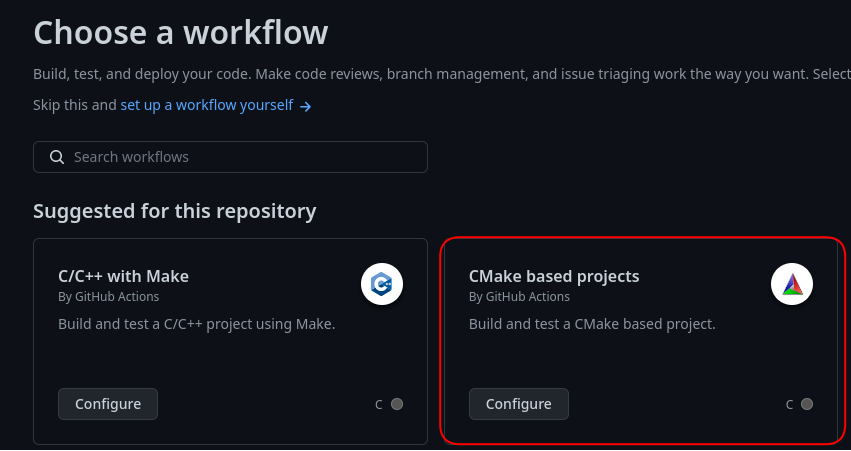 Choose a workflow
Build, test, and deploy your code. Make code reviews, branch management, and issue triaging work the way you want. Select
Skip this and set up a workflow yourself →
Search workflows
Suggested for this repository
C/C++ with Make
By GitHub Actions
Build and test a C/C++ project using Make.
Configure
C
CMake based projects
By GitHub Actions
Build and test a CMake based project.
Configure
C